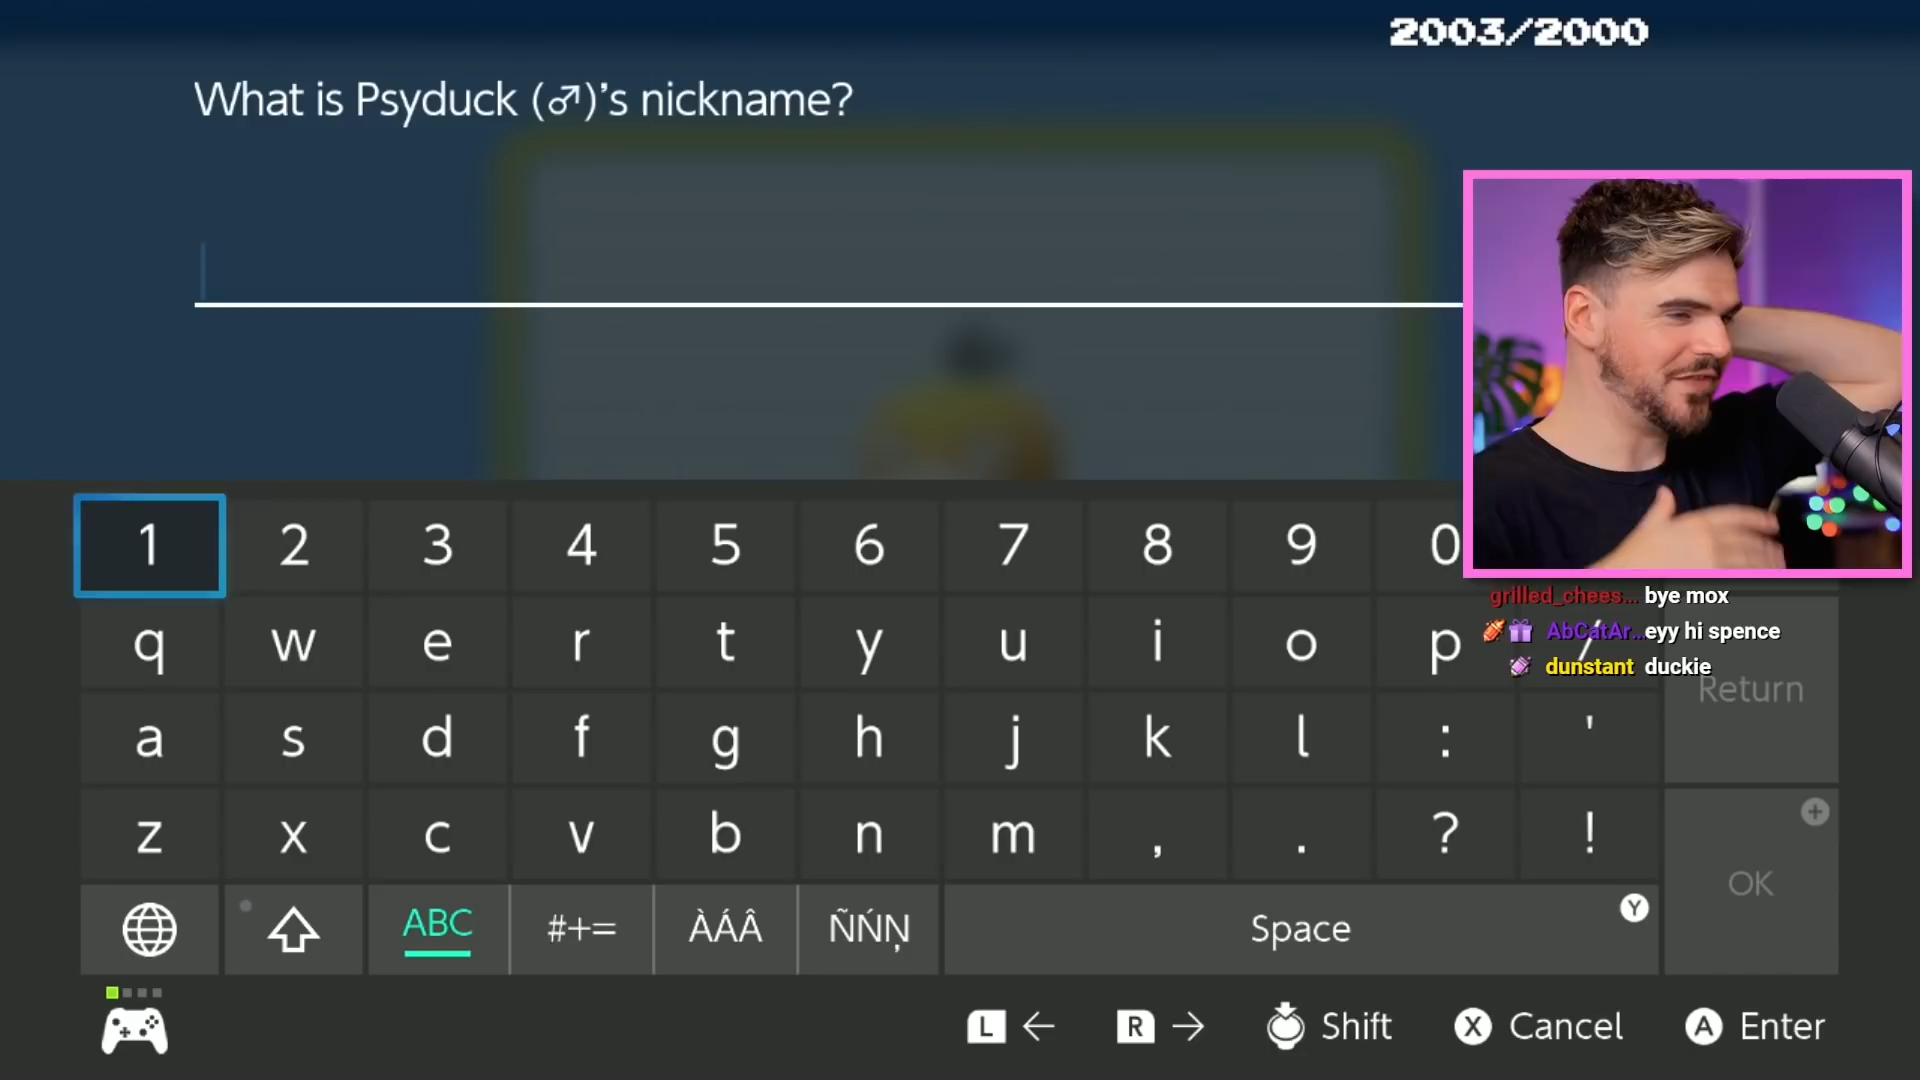 2003/2000
What is Psyduck (♂)'s nickname?
1 2 3 4 5 6 7 8 9 0
grilled_chees... bye mox
AbCatAr...eyy hi spence
dunstant duckie
q w e r t y u i o p /
Return
a s d f g h j k l : '
z x c v b n m , . ? !
OK
ABC #+= ÀÁÂ ÑŃŅ Space Y
L ← R → Shift X Cancel A Enter